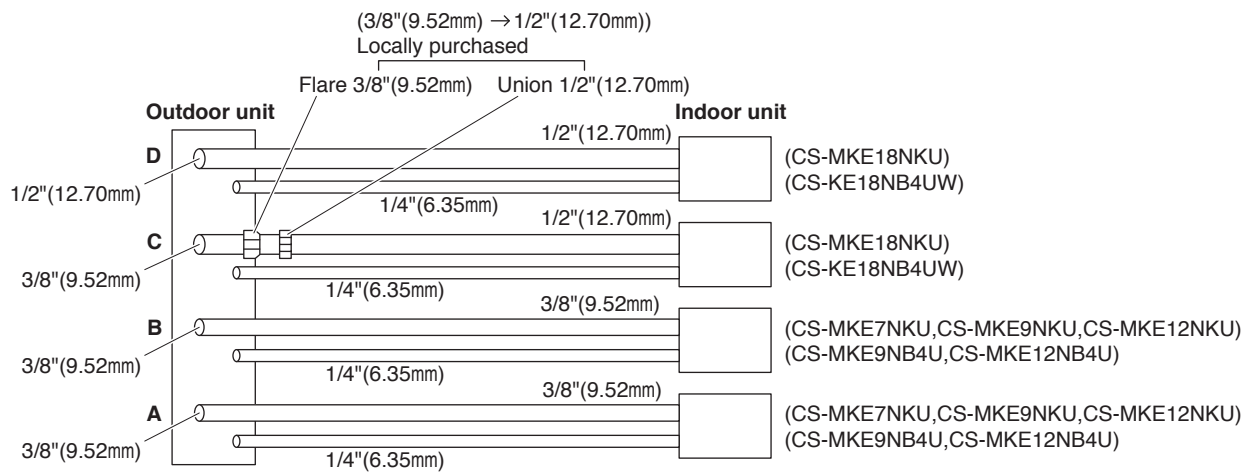 (3/8"(9.52mm) →1/2"(12.70mm))
Locally purchased
Flare 3/8"(9.52mm) Union 1/2"(12.70mm)
Outdoor unit
Indoor unit
D
1/2"(12.70mm)
1/2"(12.70mm)
1/4"(6.35mm)
(CS-MKE18NKU)
(CS-KE18NB4UW)
C
3/8"(9.52mm)
1/2"(12.70mm)
1/4"(6.35mm)
(CS-MKE18NKU)
(CS-KE18NB4UW)
B
3/8"(9.52mm)
3/8"(9.52mm)
1/4"(6.35mm)
(CS-MKE7NKU,CS-MKE9NKU,CS-MKE12NKU)
(CS-MKE9NB4U,CS-MKE12NB4U)
A
3/8"(9.52mm)
3/8"(9.52mm)
1/4"(6.35mm)
(CS-MKE7NKU,CS-MKE9NKU,CS-MKE12NKU)
(CS-MKE9NB4U,CS-MKE12NB4U)